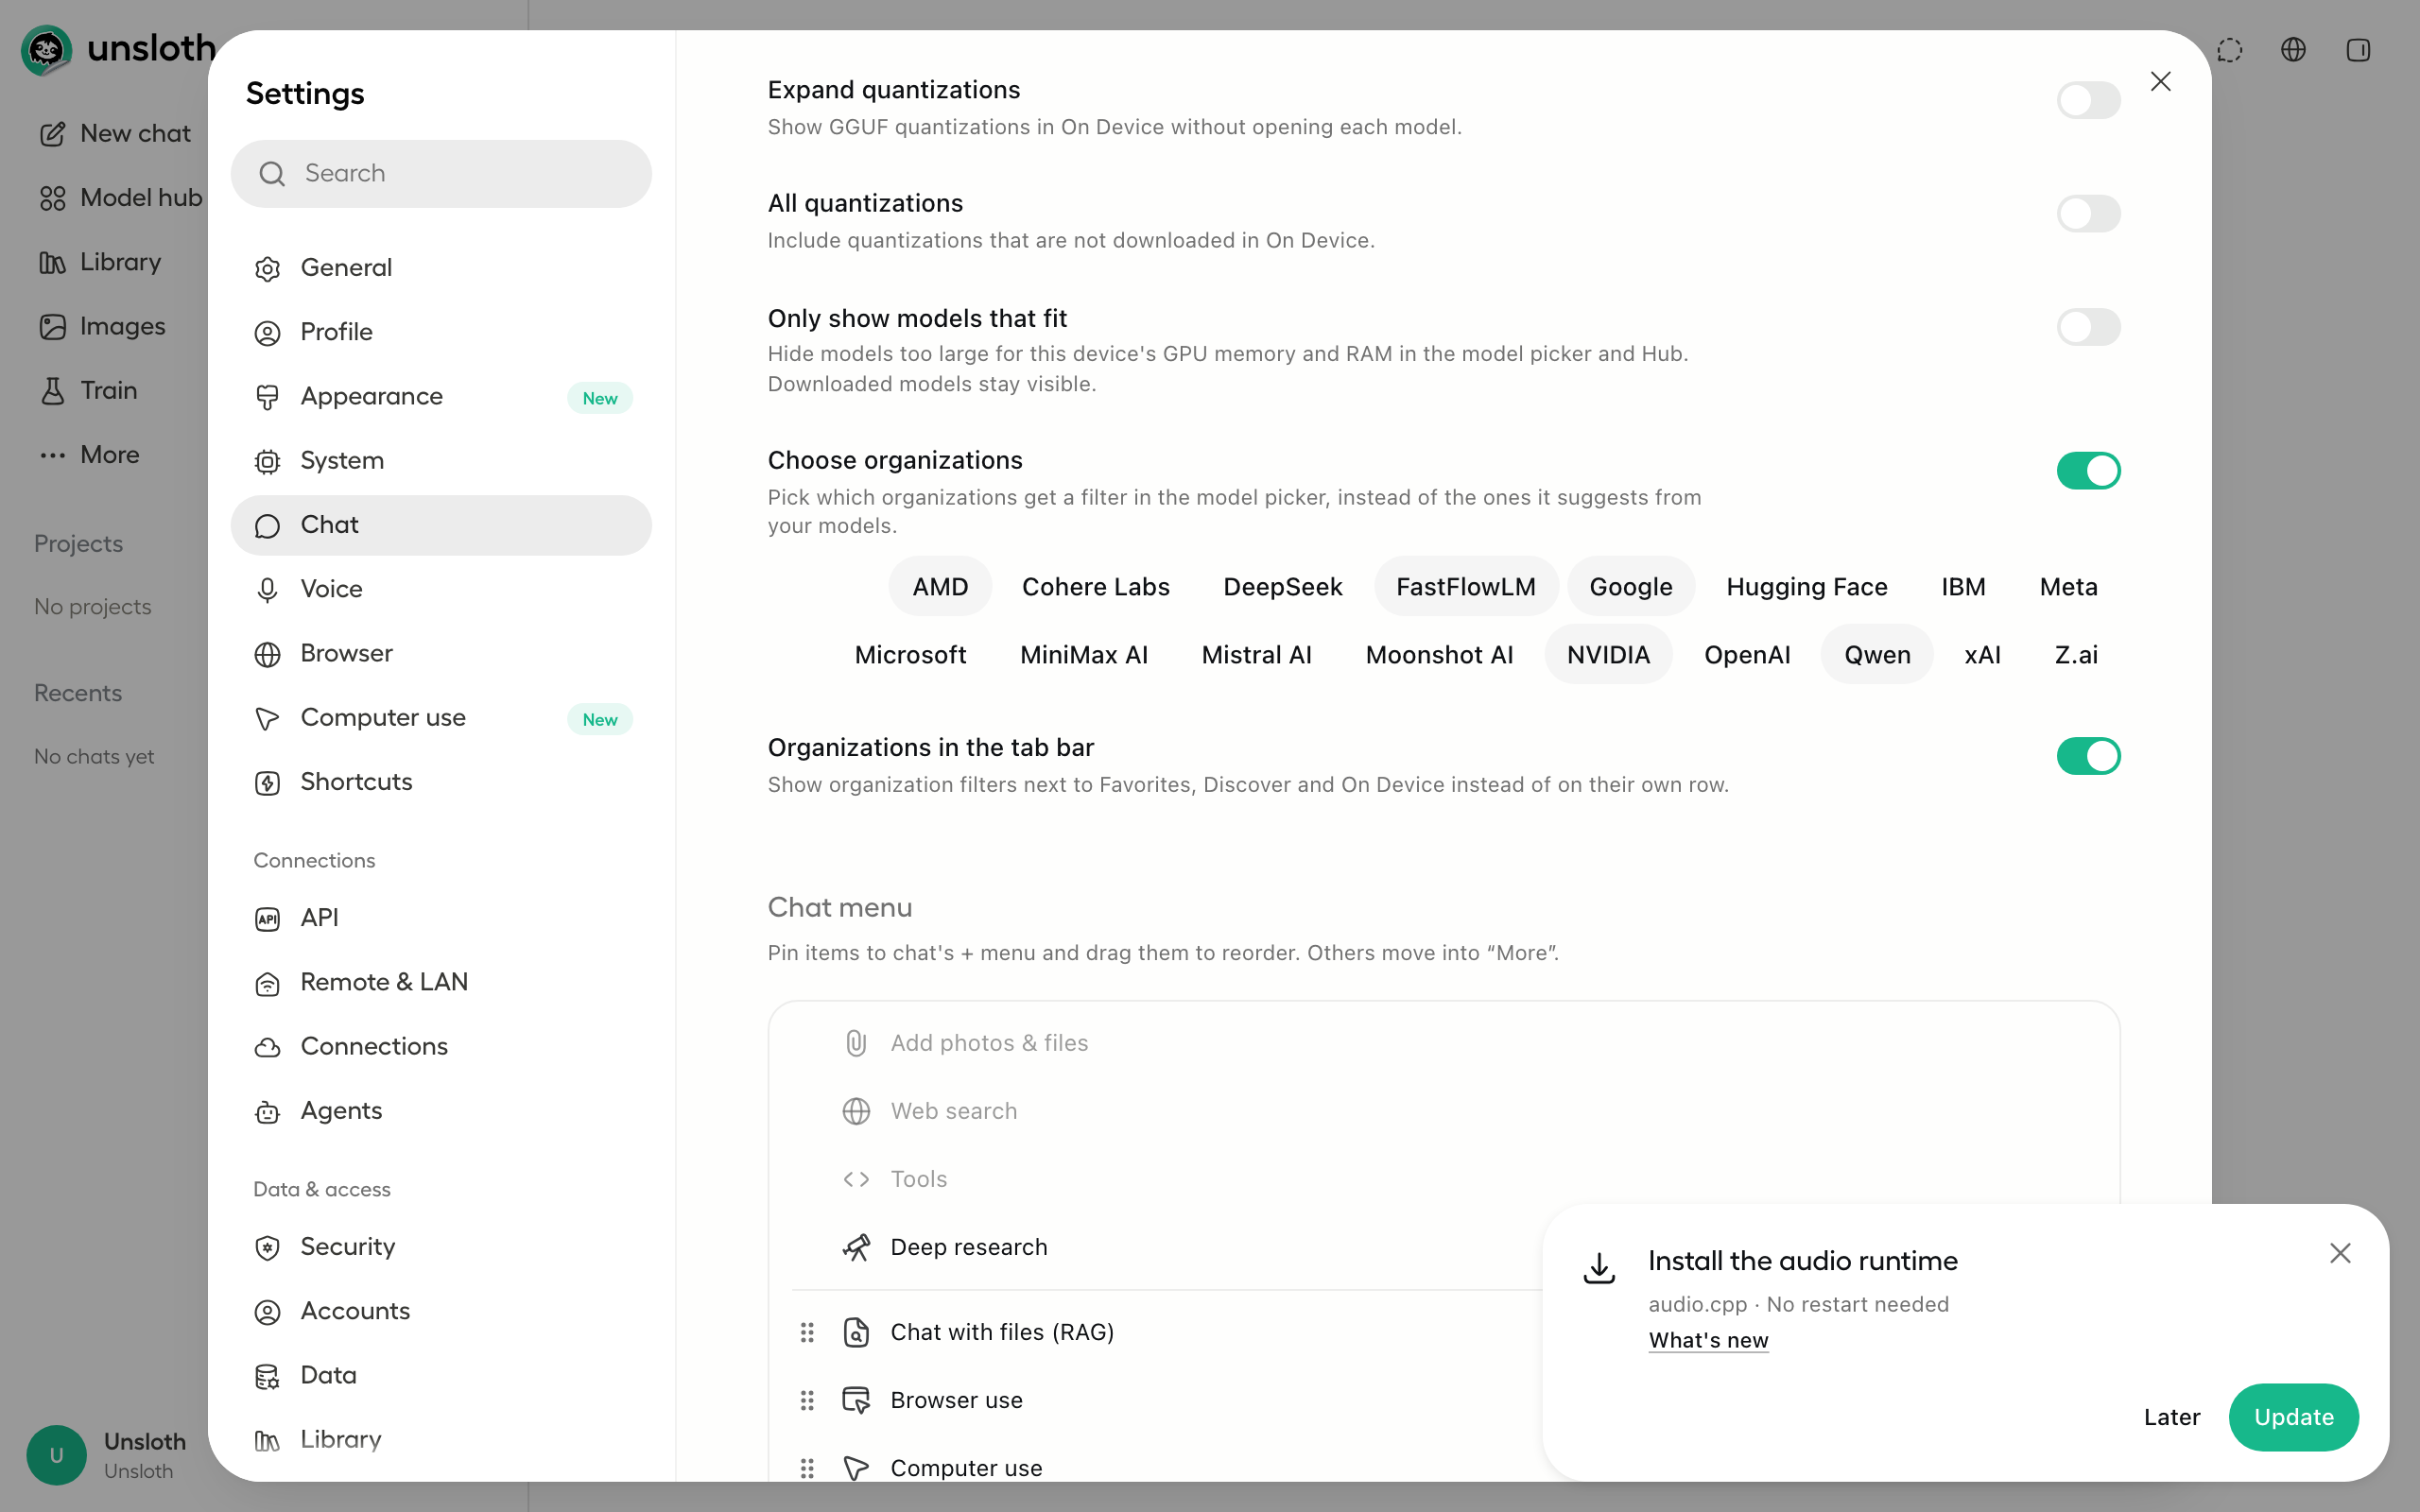 unsloth
New chat
Model hub
Library
Images
Train
More
Projects
No projects
Recents
No chats yet
U
Unsloth
Unsloth
Settings
Search
General
Profile
Appearance
New
System
Chat
Voice
Browser
Computer use
New
Shortcuts
Connections
API
API
Remote & LAN
Connections
Agents
Data & access
Security
Accounts
Data
Library
Expand quantizations
Show GGUF quantizations in On Device without opening each model.
All quantizations
Include quantizations that are not downloaded in On Device.
Only show models that fit
Hide models too large for this device's GPU memory and RAM in the model picker and Hub.
Downloaded models stay visible.
Choose organizations
Pick which organizations get a filter in the model picker, instead of the ones it suggests from
your models.
AMD Cohere Labs DeepSeek FastFlowLM Google Hugging Face IBM Meta
Microsoft MiniMax AI Mistral AI Moonshot AI NVIDIA OpenAI Qwen xAI Z.ai
Organizations in the tab bar
Show organization filters next to Favorites, Discover and On Device instead of on their own row.
Chat menu
Pin items to chat's + menu and drag them to reorder. Others move into “More”.
Add photos & files
Web search
Tools
Deep research
Chat with files (RAG)
Browser use
Computer use
Install the audio runtime
audio.cpp · No restart needed
What's new
Later
Update